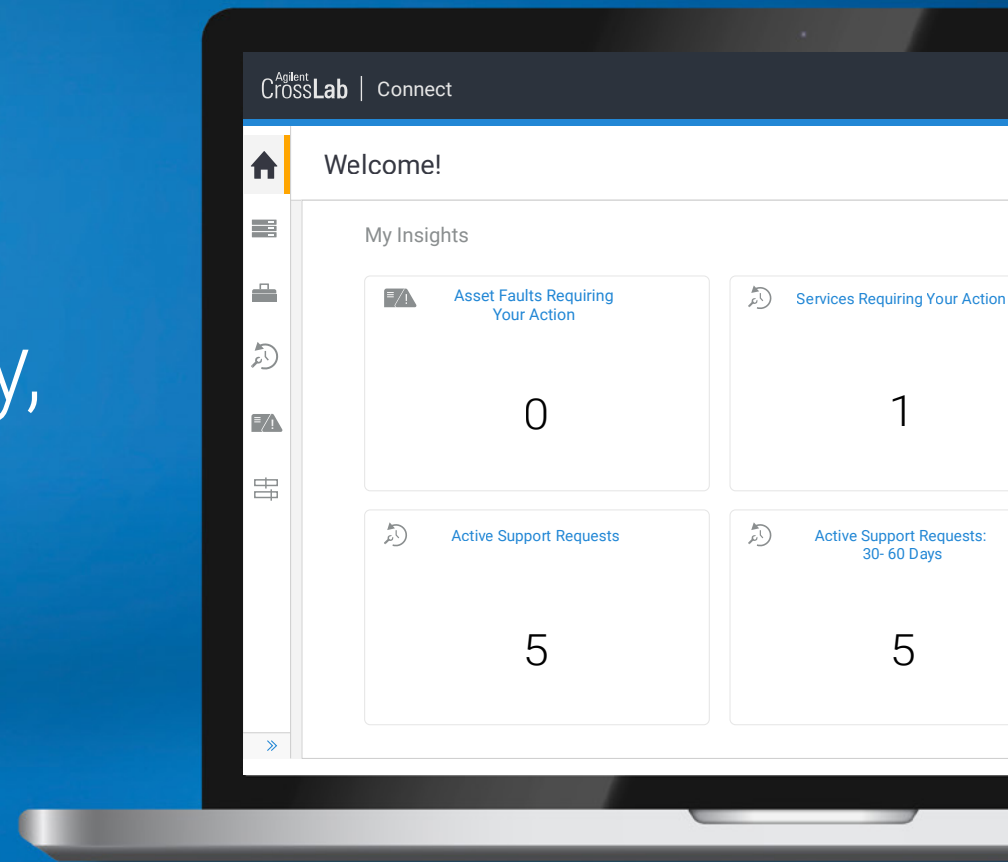 y,
Agilent
CrossLab | Connect
Welcome!
My Insights
Asset Faults Requiring
Your Action
0
Services Requiring Your Action
1
Active Support Requests
5
Active Support Requests:
30- 60 Days
5